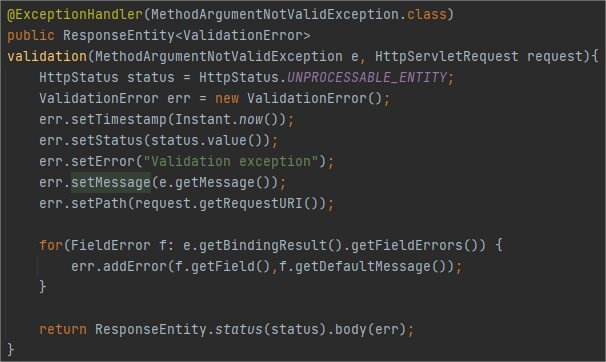 @ExceptionHandler(MethodArgumentNotValidException.class)
public ResponseEntity<ValidationError>
validation(MethodArgumentNotValidException e, HttpServletRequest request){
    HttpStatus status = HttpStatus.UNPROCESSABLE_ENTITY;
    ValidationError err = new ValidationError();
    err.setTimestamp(Instant.now());
    err.setStatus(status.value());
    err.setError("Validation exception");
    err.setMessage(e.getMessage());
    err.setPath(request.getRequestURI());

    for(FieldError f: e.getBindingResult().getFieldErrors()) {
        err.addError(f.getField(),f.getDefaultMessage());
    }

    return ResponseEntity.status(status).body(err);
}